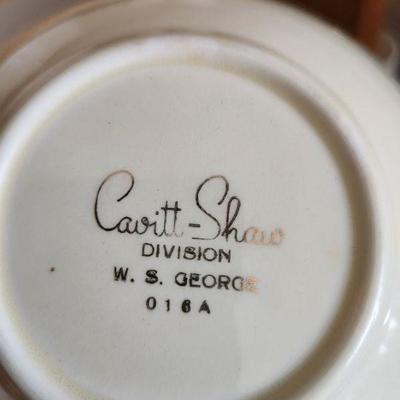 Cavitt-Shaw
DIVISION
W. S. GEORGE
016A